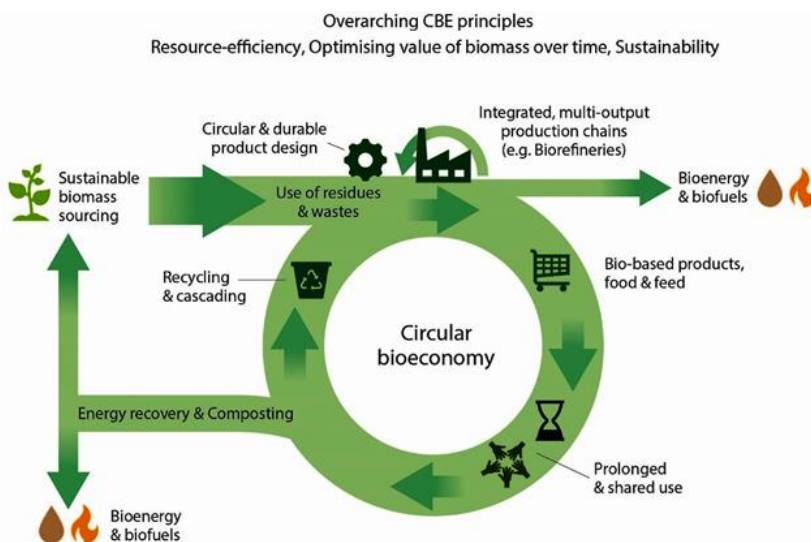 Overarching CBE principles
Resource-efficiency, Optimising value of biomass over time, Sustainability
Circular & durable
product design
Integrated, multi-output
production chains
(e.g. Biorefineries)
Sustainable
biomass
sourcing
Use of residues
& wastes
Bioenergy
& biofuels
Recycling
& cascading
Bio-based products,
food & feed
Circular
bioeconomy
Energy recovery & Composting
Prolonged
& shared use
Bioenergy
& biofuels